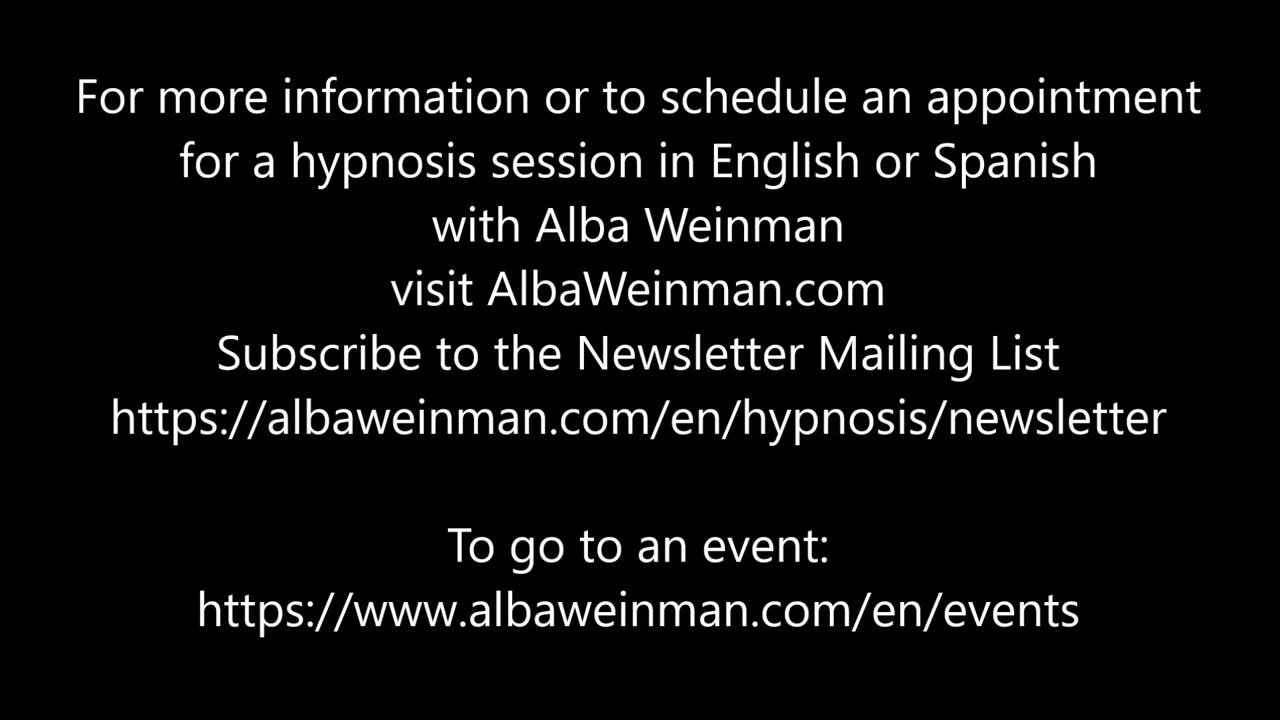 For more information or to schedule an appointment
for a hypnosis session in English or Spanish
with Alba Weinman
visit AlbaWeinman.com
Subscribe to the Newsletter Mailing List
https://albaweinman.com/en/hypnosis/newsletter
To go to an event:
https://www.albaweinman.com/en/events